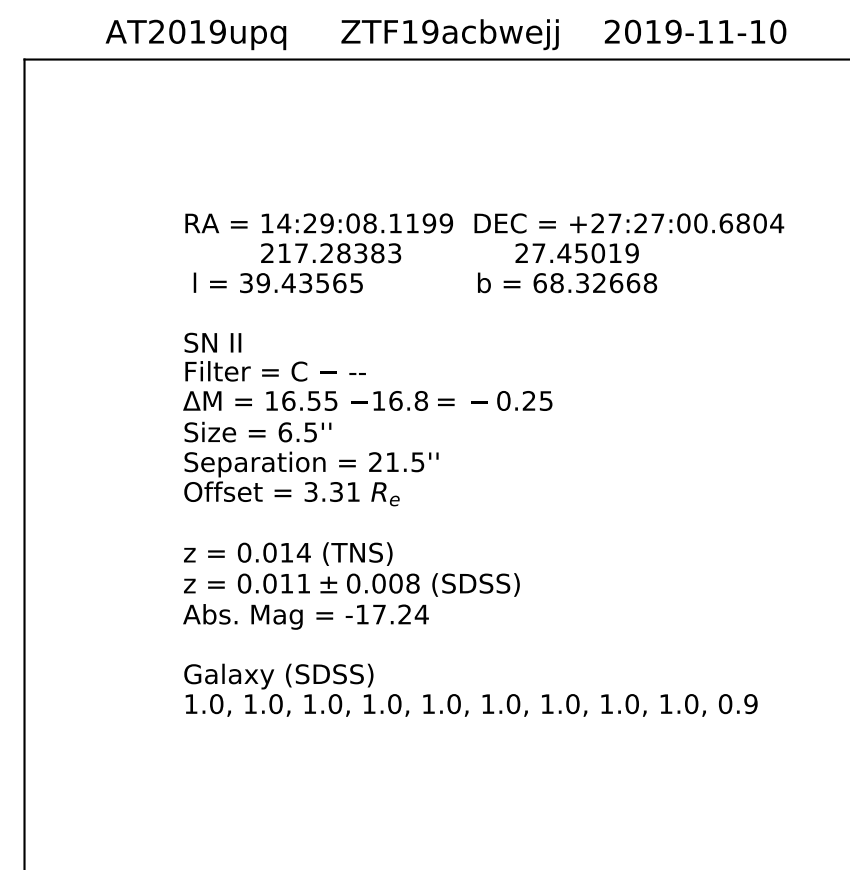 AT2019upq ZTF19acbwejj 2019-11-10
RA = 14:29:08.1199 DEC = +27:27:00.6804
217.28383 27.45019
l = 39.43565 b = 68.32668
SN II
Filter = C − --
ΔM = 16.55 −16.8 = −0.25
Size = 6.5''
Separation = 21.5''
Offset = 3.31 Rₑ
z = 0.014 (TNS)
z = 0.011 ± 0.008 (SDSS)
Abs. Mag = -17.24
Galaxy (SDSS)
1.0, 1.0, 1.0, 1.0, 1.0, 1.0, 1.0, 1.0, 1.0, 0.9